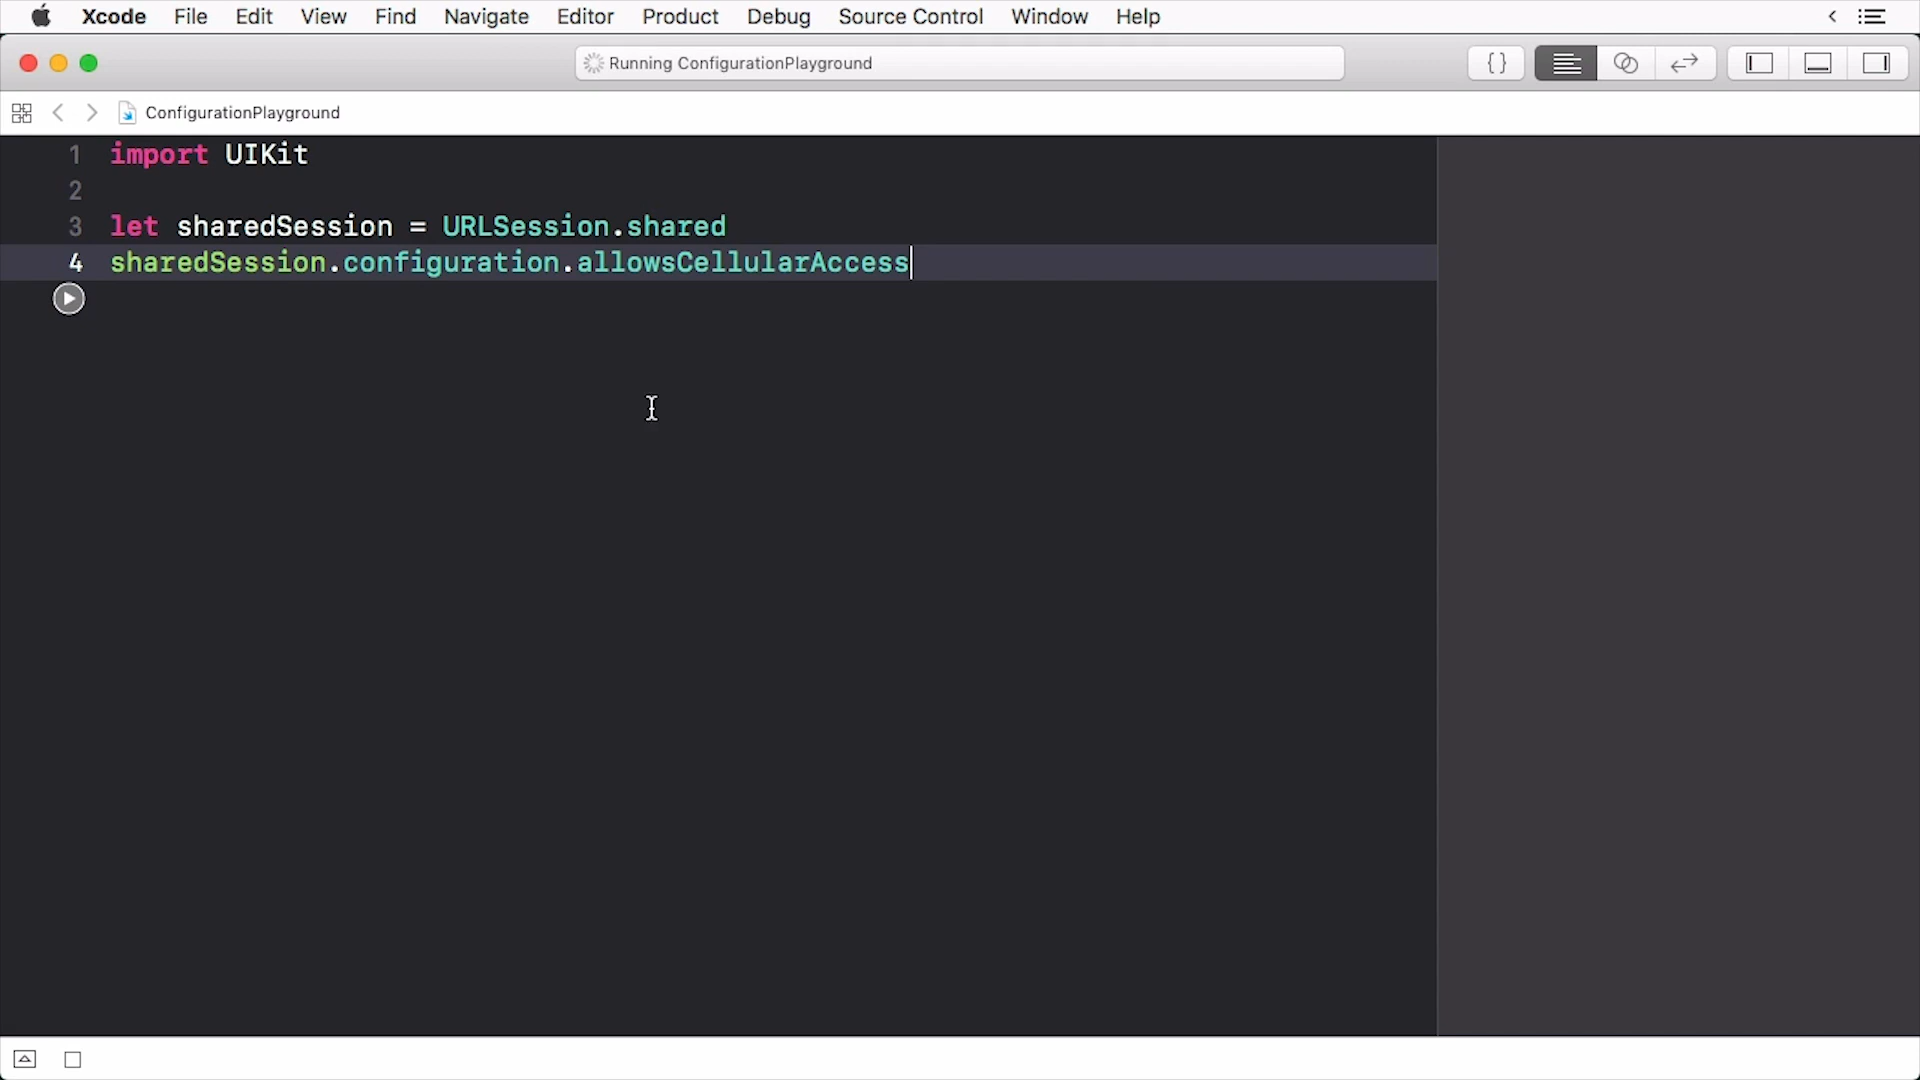 Xcode File Edit View Find Navigate Editor Product Debug Source Control Window Help
Running ConfigurationPlayground
{ }
ConfigurationPlayground
1 import UIKit
2
3 let sharedSession = URLSession.shared
4 sharedSession.configuration.allowsCellularAccess